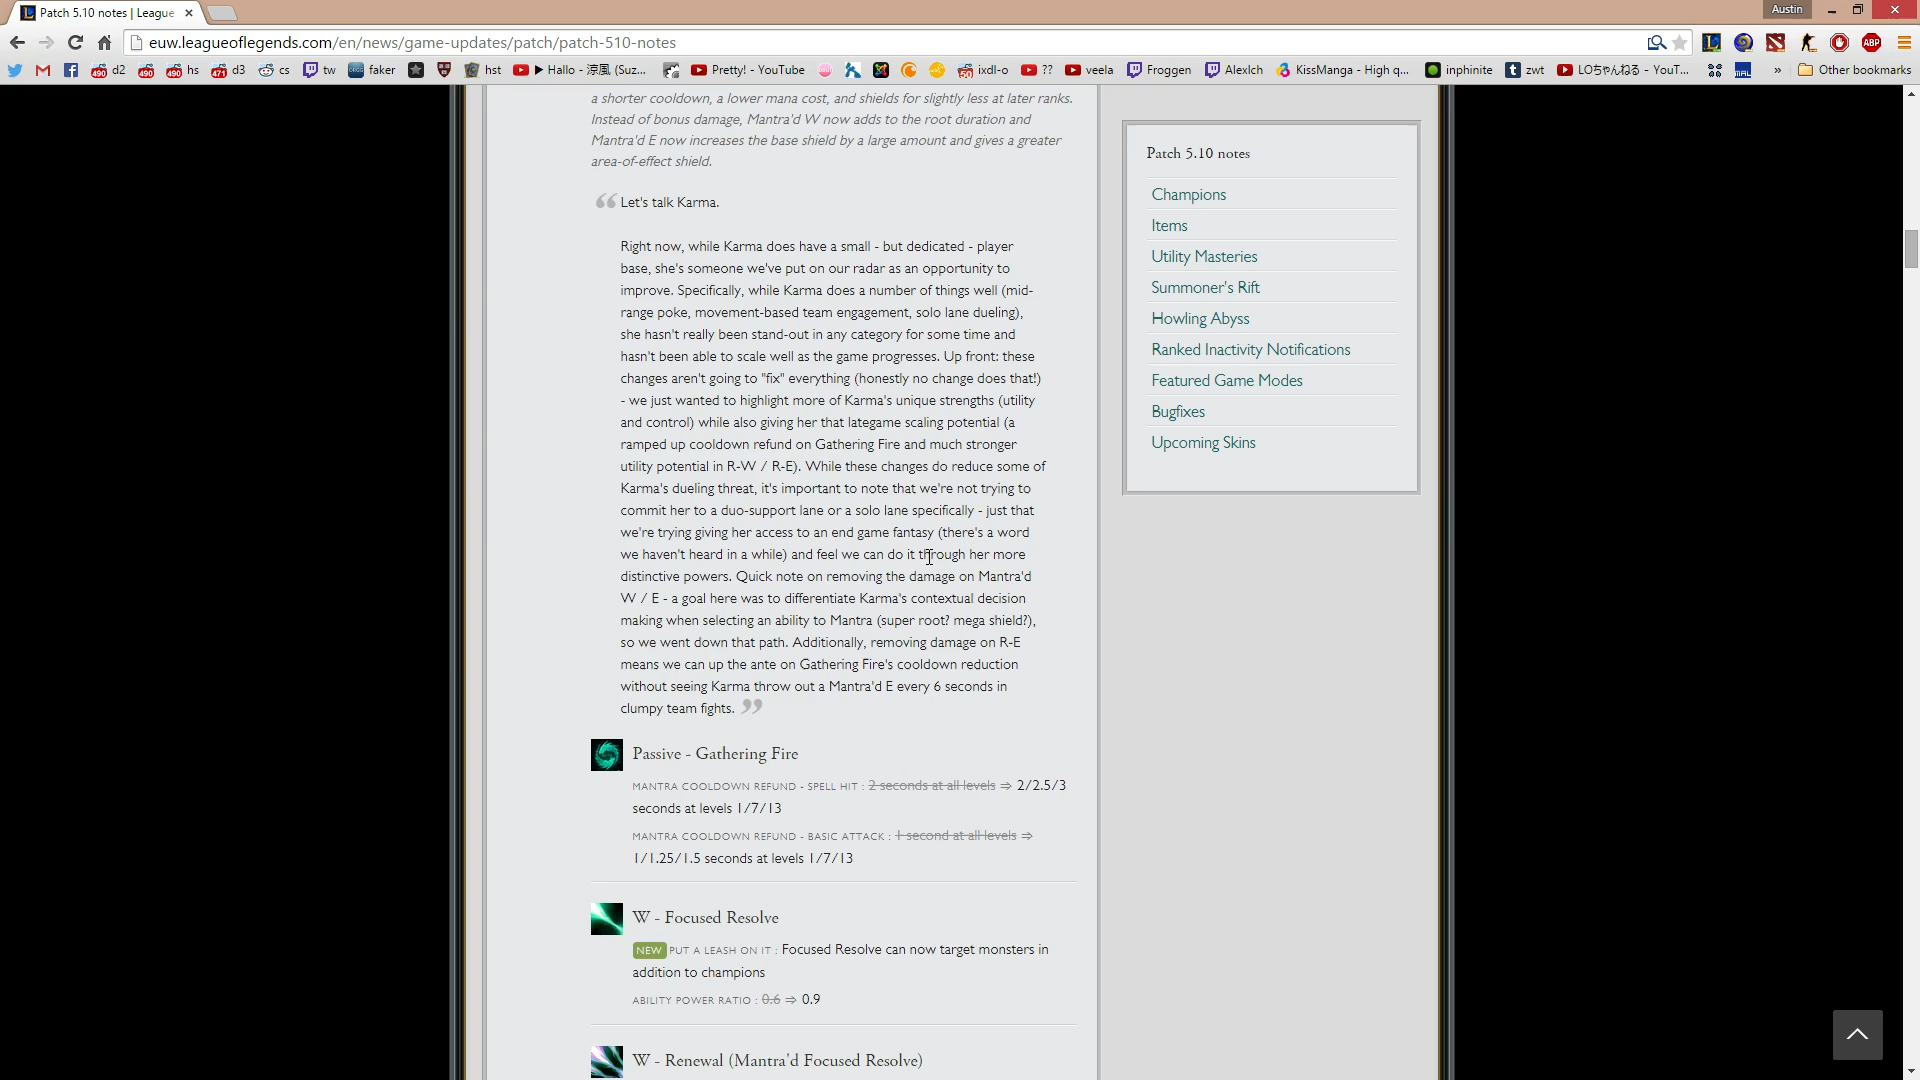 Patch 5.10 notes | League
Austin
euw.leagueoflegends.com/en/news/game-updates/patch/patch-510-notes
ABP
490 d2
490
490 hs
471 d3
cs
tw
faker
hst
▶ Hallo - 涼風 (Suz...
Pretty! - YouTube
50 ixdl-o
??
veela
Froggen
AlexIch
KissManga - High q...
inphinite
zwt
LOちゃんねる - YouT...
MAL
»
Other bookmarks
a shorter cooldown, a lower mana cost, and shields for slightly less at later ranks.
Instead of bonus damage, Mantra'd W now adds to the root duration and
Mantra'd E now increases the base shield by a large amount and gives a greater
area-of-effect shield.
“ Let's talk Karma.
Right now, while Karma does have a small - but dedicated - player
base, she's someone we've put on our radar as an opportunity to
improve. Specifically, while Karma does a number of things well (mid-
range poke, movement-based team engagement, solo lane dueling),
she hasn't really been stand-out in any category for some time and
hasn't been able to scale well as the game progresses. Up front: these
changes aren't going to "fix" everything (honestly no change does that!)
- we just wanted to highlight more of Karma's unique strengths (utility
and control) while also giving her that lategame scaling potential (a
ramped up cooldown refund on Gathering Fire and much stronger
utility potential in R-W / R-E). While these changes do reduce some of
Karma's dueling threat, it's important to note that we're not trying to
commit her to a duo-support lane or a solo lane specifically - just that
we're trying giving her access to an end game fantasy (there's a word
we haven't heard in a while) and feel we can do it through her more
distinctive powers. Quick note on removing the damage on Mantra'd
W / E - a goal here was to differentiate Karma's contextual decision
making when selecting an ability to Mantra (super root? mega shield?),
so we went down that path. Additionally, removing damage on R-E
means we can up the ante on Gathering Fire's cooldown reduction
without seeing Karma throw out a Mantra'd E every 6 seconds in
clumpy team fights. ”
Passive - Gathering Fire
MANTRA COOLDOWN REFUND - SPELL HIT : 2 seconds at all levels ⇒ 2/2.5/3
seconds at levels 1/7/13
MANTRA COOLDOWN REFUND - BASIC ATTACK : 1 second at all levels ⇒
1/1.25/1.5 seconds at levels 1/7/13
W - Focused Resolve
NEW PUT A LEASH ON IT : Focused Resolve can now target monsters in
addition to champions
ABILITY POWER RATIO : 0.6 ⇒ 0.9
W - Renewal (Mantra'd Focused Resolve)
Patch 5.10 notes
Champions
Items
Utility Masteries
Summoner's Rift
Howling Abyss
Ranked Inactivity Notifications
Featured Game Modes
Bugfixes
Upcoming Skins